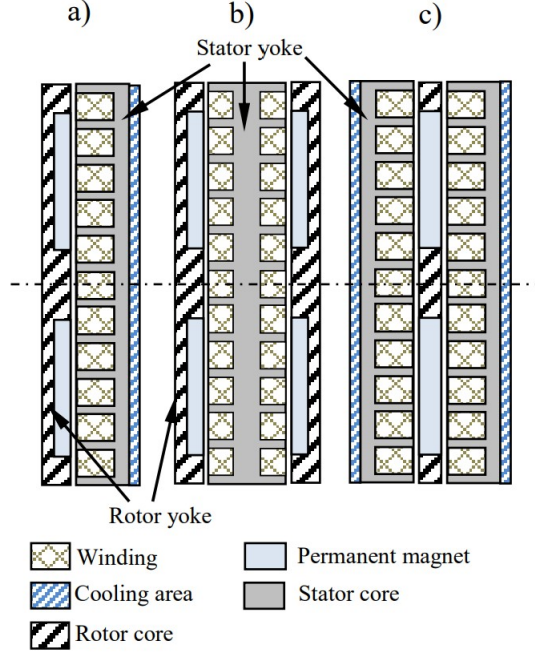 a) b) c)
Stator yoke
Rotor yoke
Winding
Permanent magnet
Cooling area
Stator core
Rotor core